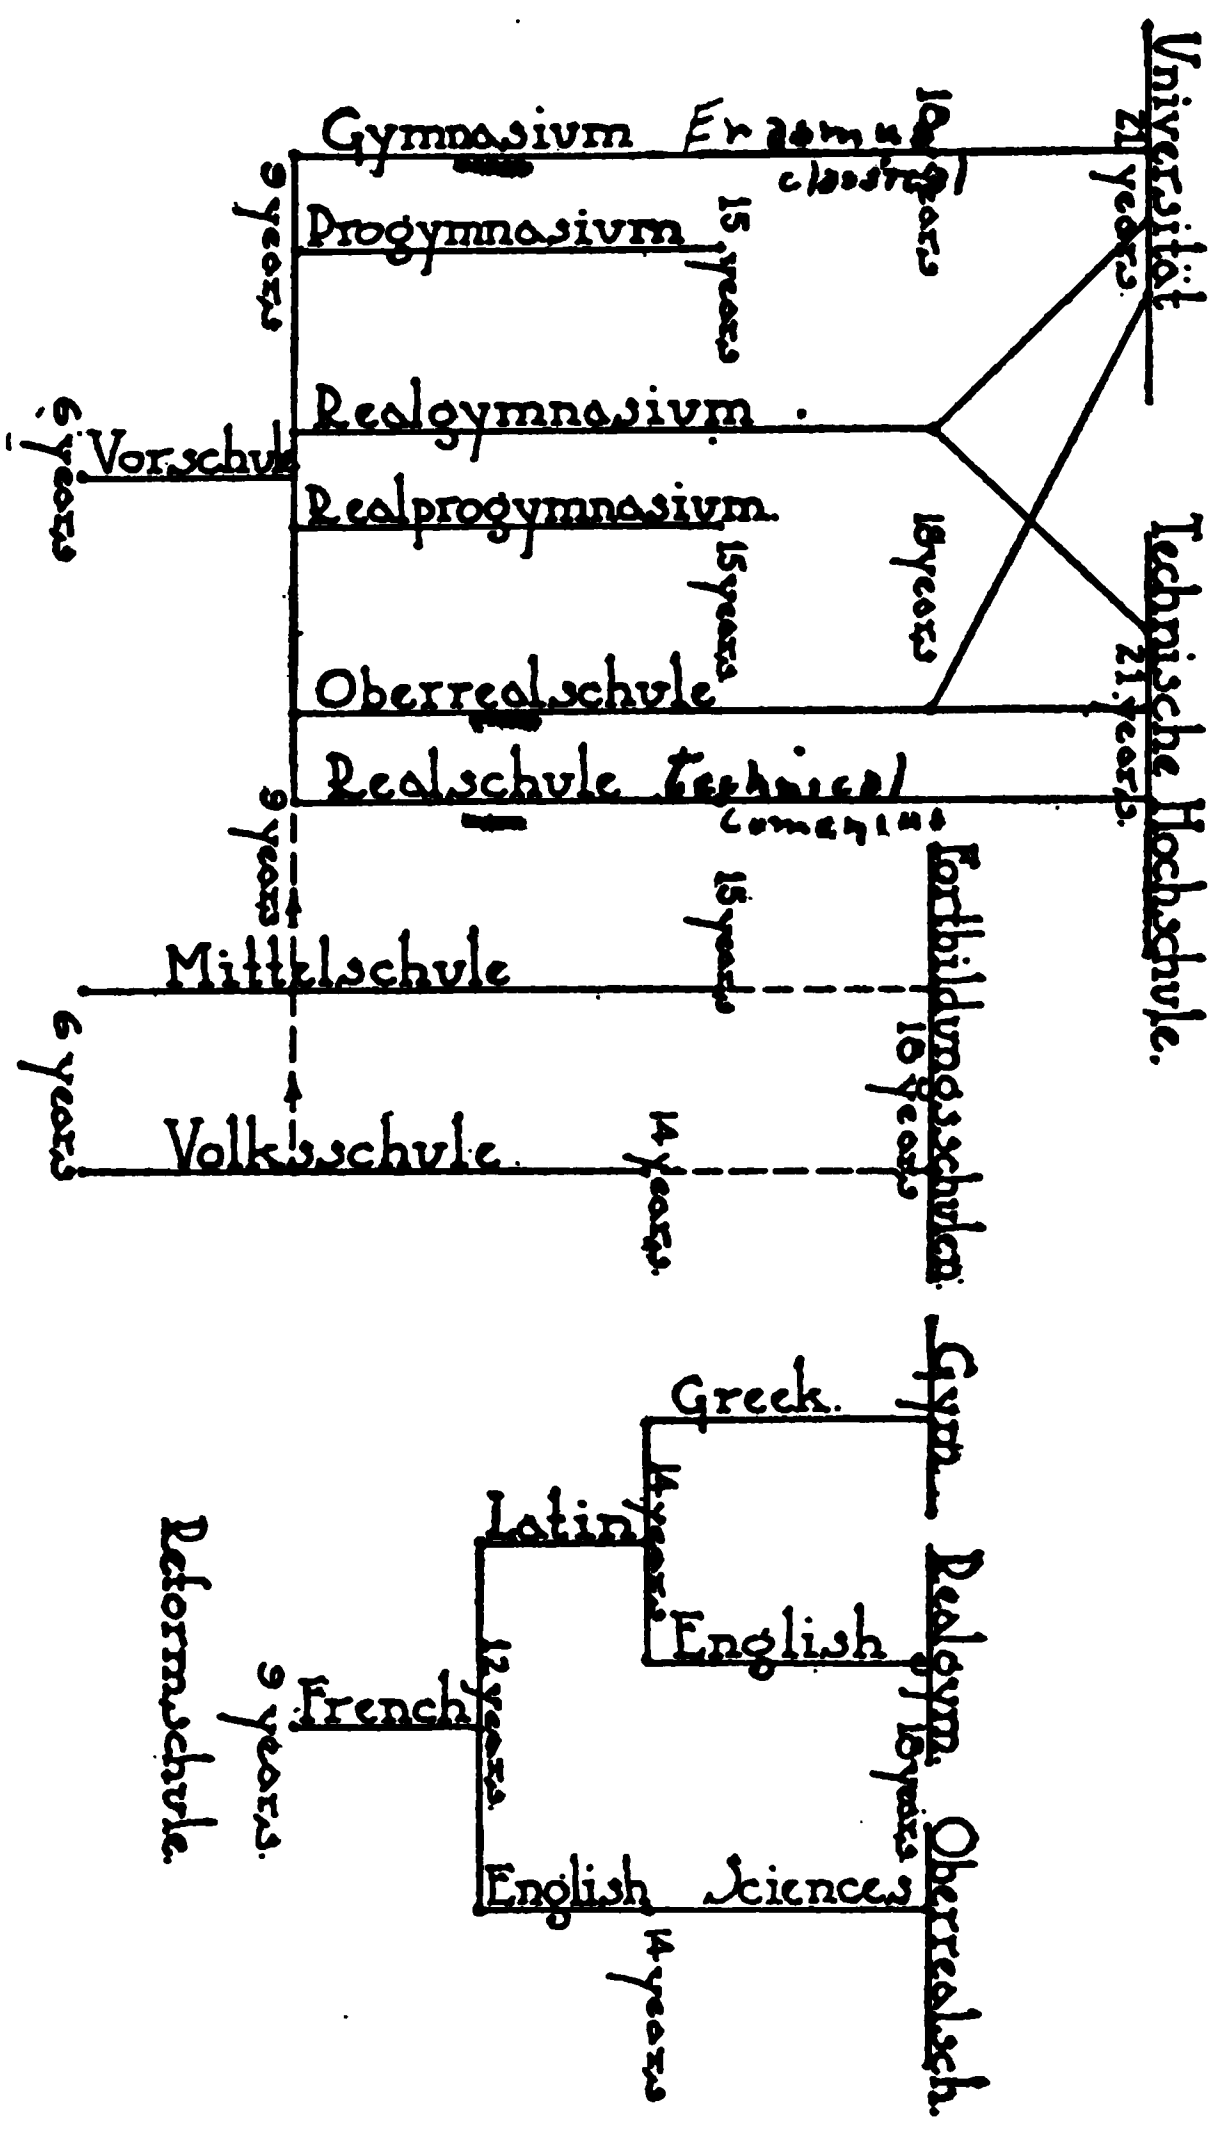 Universität
21 years
Gymnasium Erasmus
classical
18 years
9 years
Progymnasium
15 years
Realgymnasium
6 years
Vorschule
Realprogymnasium.
15 years
18 years
Technische Hochschule.
21 years.
Oberrealschule
Realschule technical
comenius
9 years
Mittelschule
15 years
Fortbildungsschulen.
18 years
6 years
Volksschule
14 years.
Gym.
Greek.
14 years
Latin
Realgym.
English
18 years
12 years.
French
9 years.
Reformschule.
Oberrealsch.
English Sciences
14 years